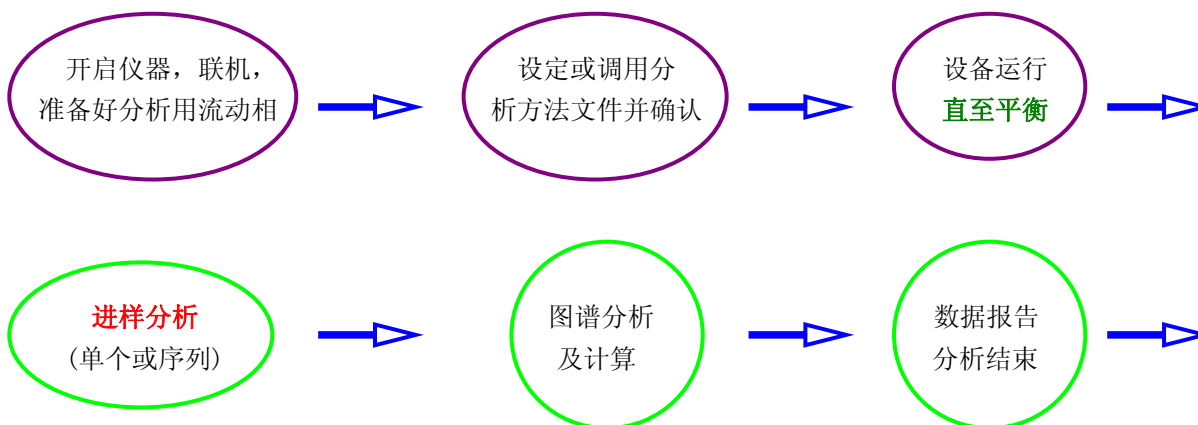 开启仪器，联机，
准备好分析用流动相
设定或调用分
析方法文件并确认
设备运行
直至平衡
进样分析
(单个或序列)
图谱分析
及计算
数据报告
分析结束